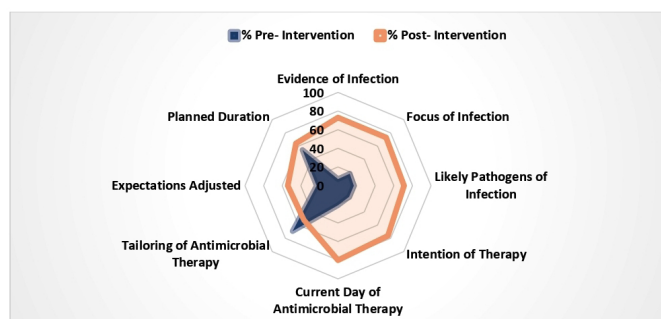 % Pre- Intervention % Post- Intervention
Evidence of Infection
100
80
60
40
20
0
Planned Duration
Focus of Infection
Expectations Adjusted
Likely Pathogens of
Infection
Tailoring of Antimicrobial
Therapy
Intention of Therapy
Current Day of
Antimicrobial Therapy